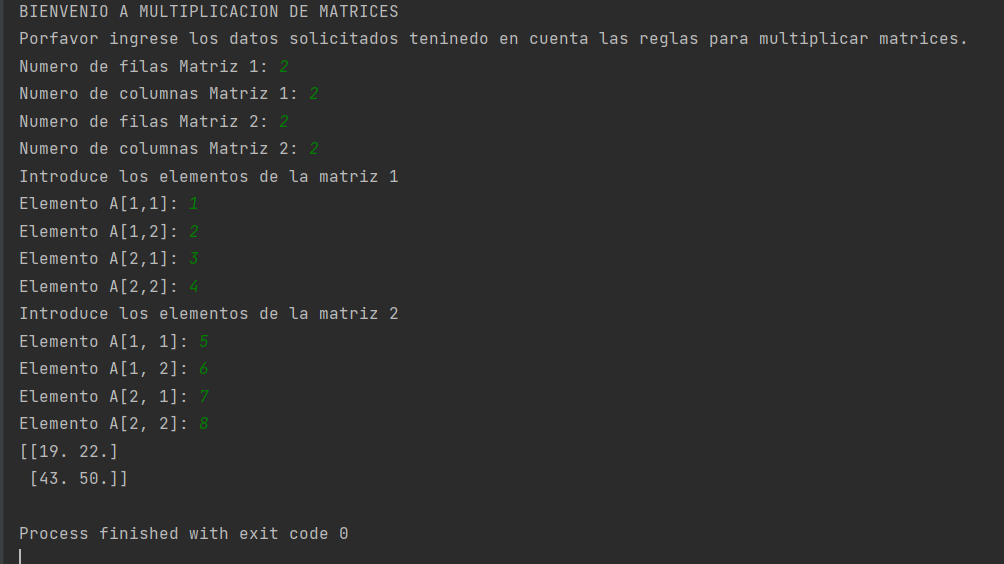 BIENVENIO A MULTIPLICACION DE MATRICES
Porfavor ingrese los datos solicitados teninedo en cuenta las reglas para multiplicar matrices.
Numero de filas Matriz 1: 2
Numero de columnas Matriz 1: 2
Numero de filas Matriz 2: 2
Numero de columnas Matriz 2: 2
Introduce los elementos de la matriz 1
Elemento A[1,1]: 1
Elemento A[1,2]: 2
Elemento A[2,1]: 3
Elemento A[2,2]: 4
Introduce los elementos de la matriz 2
Elemento A[1, 1]: 5
Elemento A[1, 2]: 6
Elemento A[2, 1]: 7
Elemento A[2, 2]: 8
[[19. 22.]
 [43. 50.]]
Process finished with exit code 0